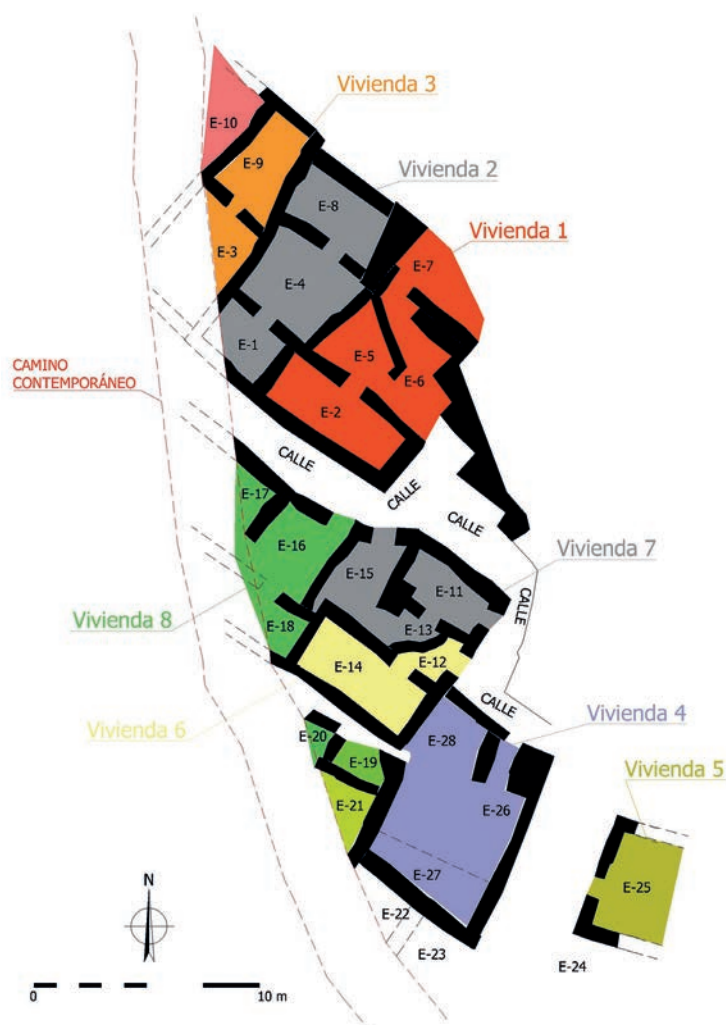 Vivienda 3
E-10
E-9
Vivienda 2
E-8
Vivienda 1
E-3
E-7
E-4
E-1
E-5
CAMINO
CONTEMPORÁNEO
E-6
E-2
CALLE
CALLE
E-17
CALLE
E-16
Vivienda 7
E-15
E-11
CALLE
Vivienda 8
E-18
E-13
E-14
E-12
CALLE
Vivienda 4
Vivienda 6
E-20
E-28
E-19
Vivienda 5
E-21
E-26
E-27
E-25
N
E-22
E-23
E-24
0
10 m